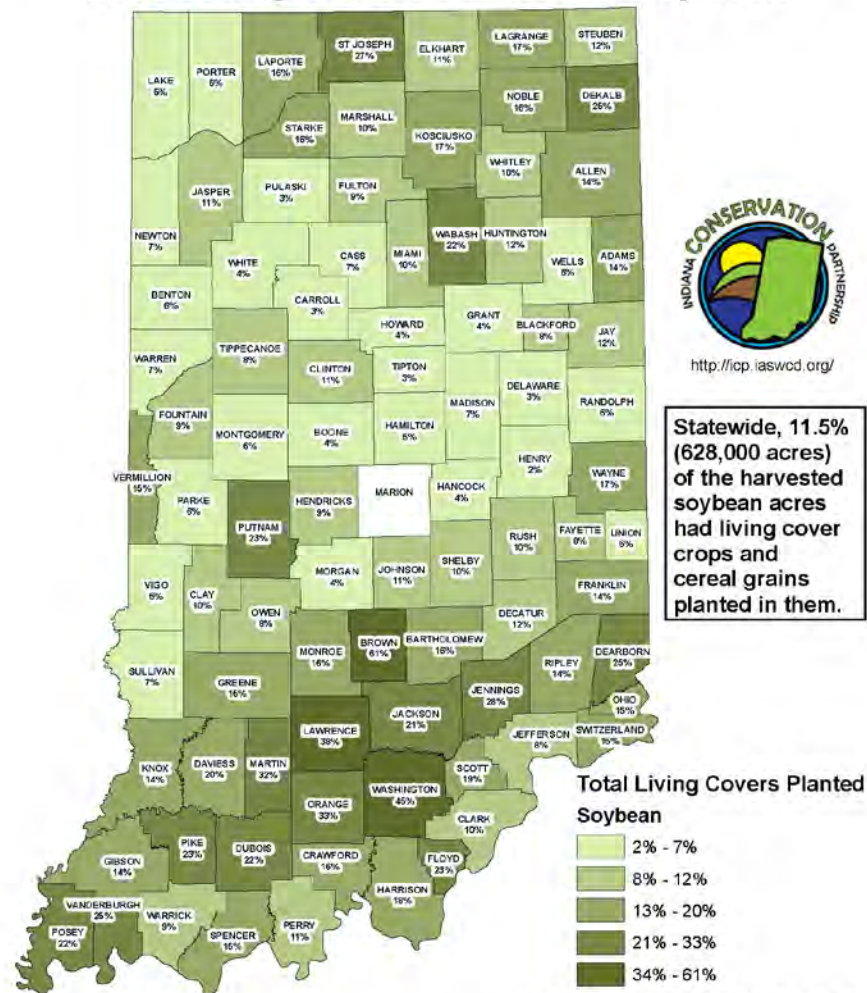 ST JOSEPH
27%
LAPORTE
16%
ELKHART
11%
LAGRANGE
17%
STEUBEN
12%
LAKE
5%
PORTER
5%
NOBLE
16%
DEKALB
25%
STARKE
16%
MARSHALL
10%
KOSCIUSKO
17%
WHITLEY
10%
ALLEN
14%
JASPER
11%
PULASKI
3%
FULTON
9%
NEWTON
7%
WHITE
4%
CASS
7%
MIAMI
10%
WABASH
22%
HUNTINGTON
12%
WELLS
6%
ADAMS
14%
BENTON
6%
CARROLL
3%
HOWARD
4%
GRANT
4%
BLACKFORD
8%
JAY
12%
WARREN
7%
TIPPECANOE
8%
CLINTON
11%
TIPTON
3%
MADISON
7%
DELAWARE
3%
RANDOLPH
6%
FOUNTAIN
9%
MONTGOMERY
6%
BOONE
4%
HAMILTON
5%
HENRY
2%
WAYNE
17%
VERMILLION
15%
PARKE
6%
PUTNAM
23%
HENDRICKS
9%
MARION
HANCOCK
4%
RUSH
10%
FAYETTE
8%
UNION
5%
VIGO
6%
CLAY
10%
OWEN
8%
MORGAN
4%
JOHNSON
11%
SHELBY
10%
FRANKLIN
14%
DECATUR
12%
SULLIVAN
7%
GREENE
16%
MONROE
16%
BROWN
61%
BARTHOLOMEW
16%
RIPLEY
14%
DEARBORN
25%
JENNINGS
28%
JACKSON
21%
OHIO
15%
LAWRENCE
38%
JEFFERSON
8%
SWITZERLAND
15%
KNOX
14%
DAVIESS
20%
MARTIN
32%
SCOTT
19%
WASHINGTON
45%
ORANGE
33%
CLARK
10%
PIKE
23%
DUBOIS
22%
GIBSON
14%
CRAWFORD
16%
FLOYD
23%
HARRISON
18%
VANDERBURGH
25%
POSEY
22%
WARRICK
9%
SPENCER
15%
PERRY
11%
INDIANA CONSERVATION PARTNERSHIP
http://icp.iaswcd.org/
Statewide, 11.5%
(628,000 acres)
of the harvested
soybean acres
had living cover
crops and
cereal grains
planted in them.
Total Living Covers Planted
Soybean
2% - 7%
8% - 12%
13% - 20%
21% - 33%
34% - 61%